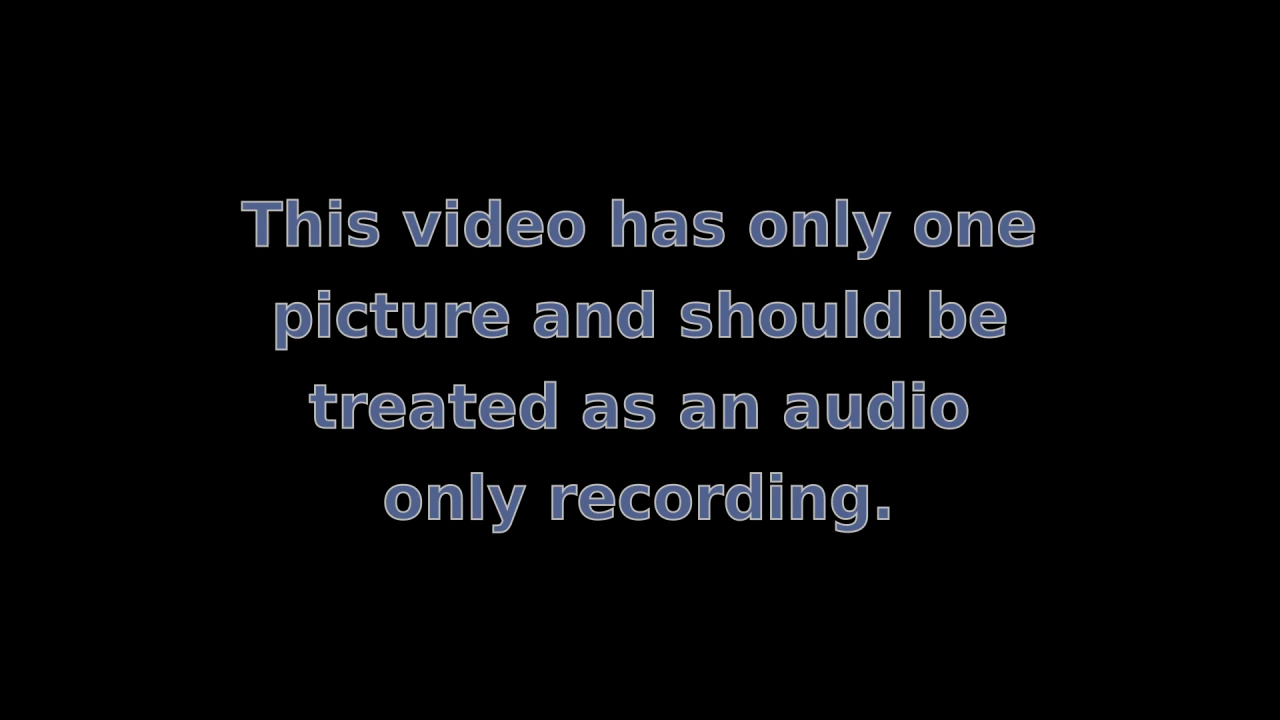 This video has only one
picture and should be
treated as an audio
only recording.